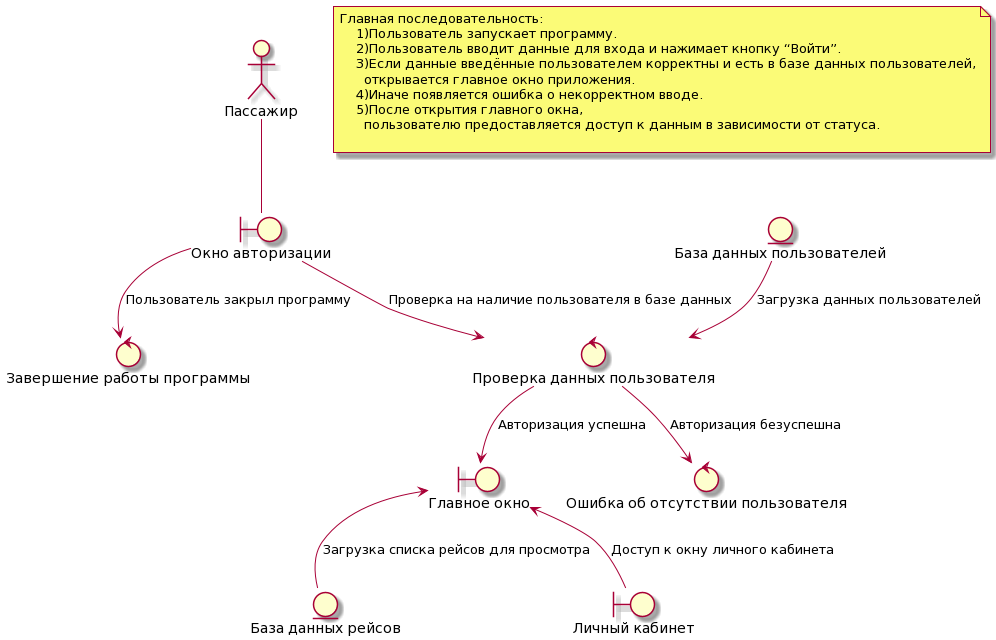 Главная последовательность:
1)Пользователь запускает программу.
2)Пользователь вводит данные для входа и нажимает кнопку “Войти”.
3)Если данные введённые пользователем корректны и есть в базе данных пользователей,
открывается главное окно приложения.
4)Иначе появляется ошибка о некорректном вводе.
5)После открытия главного окна,
пользователю предоставляется доступ к данным в зависимости от статуса.
Пассажир
Окно авторизации
База данных пользователей
Пользователь закрыл программу
Проверка на наличие пользователя в базе данных
Загрузка данных пользователей
Завершение работы программы
Проверка данных пользователя
Авторизация успешна
Авторизация безуспешна
Главное окно
Ошибка об отсутствии пользователя
Загрузка списка рейсов для просмотра
Доступ к окну личного кабинета
База данных рейсов
Личный кабинет